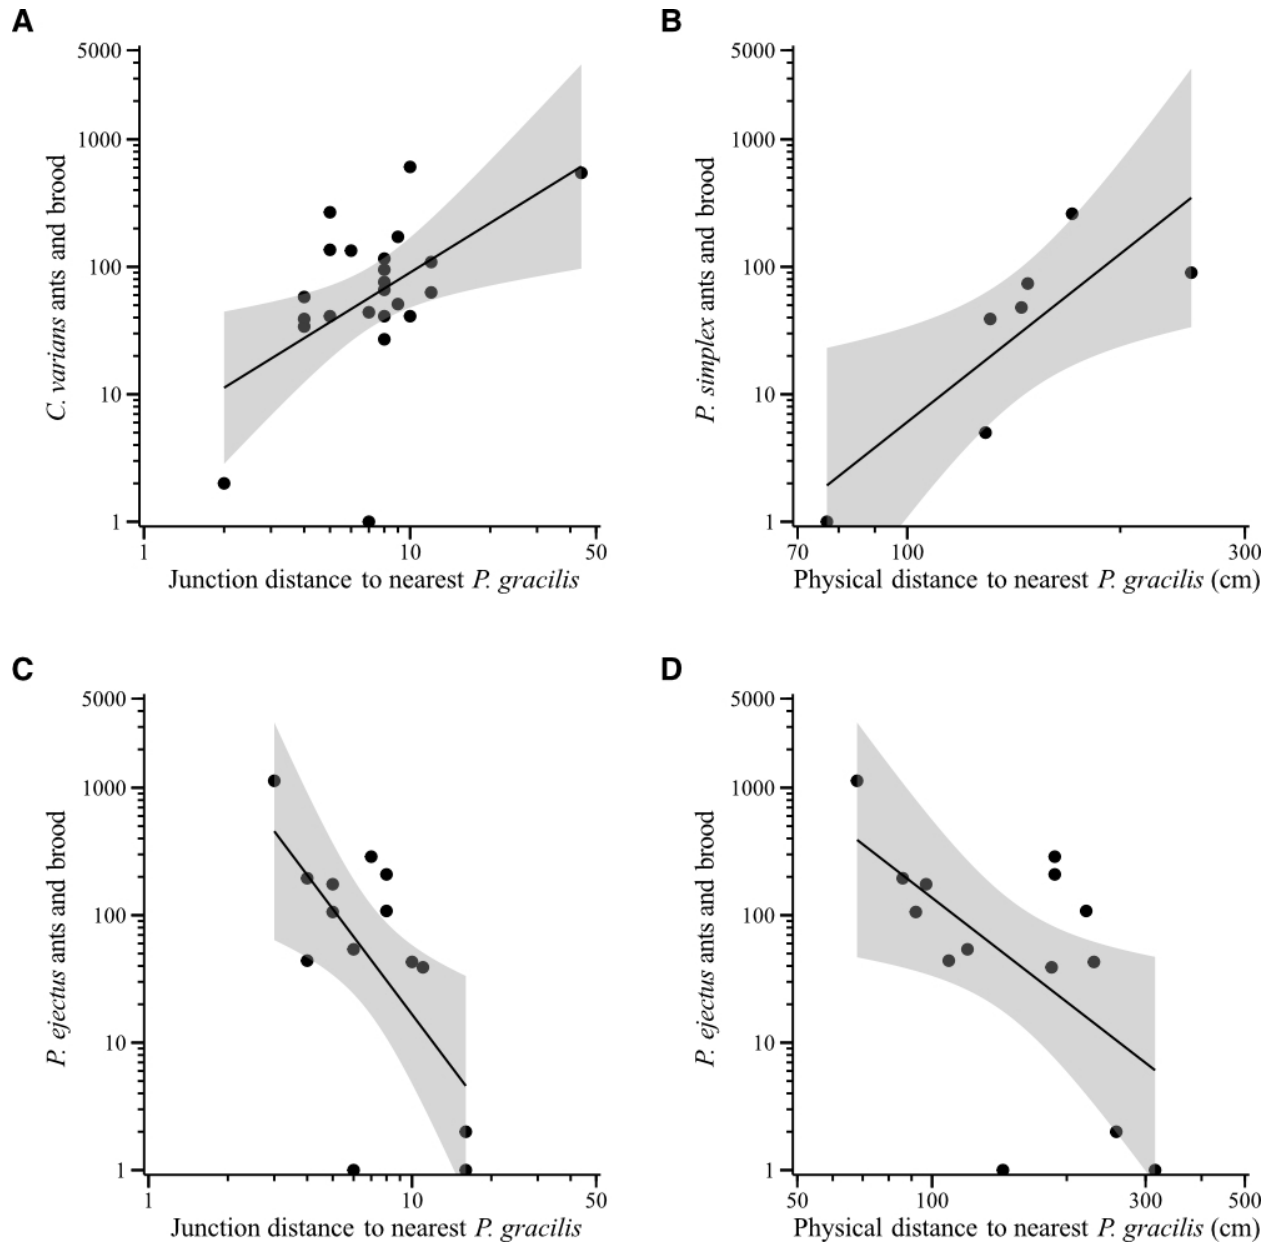 A
B
5000
1000
100
10
1
C. varians ants and brood
1
10
50
Junction distance to nearest P. gracilis
5000
1000
100
10
1
P. simplex ants and brood
70
100
300
Physical distance to nearest P. gracilis (cm)
C
D
5000
1000
100
10
1
P. ejectus ants and brood
1
10
50
Junction distance to nearest P. gracilis
5000
1000
100
10
1
P. ejectus ants and brood
50
100
300
500
Physical distance to nearest P. gracilis (cm)